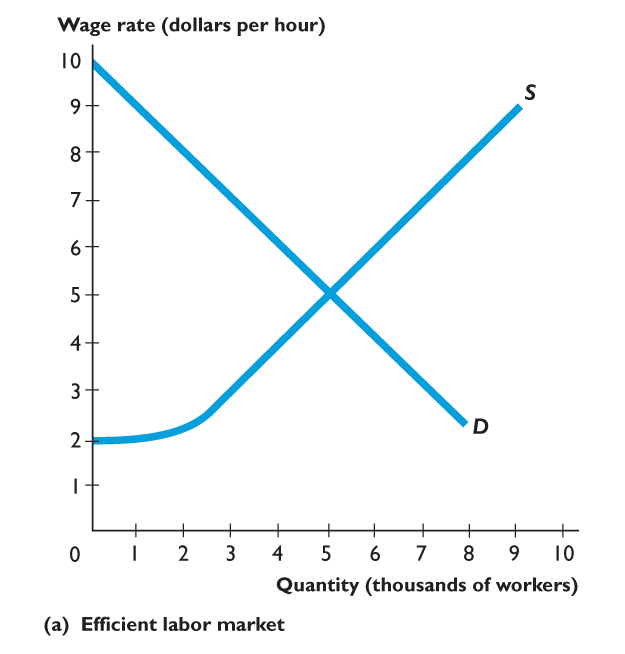 Wage rate (dollars per hour)
10
9
8
7
6
5
4
3
2
1
S
D
0 1 2 3 4 5 6 7 8 9 10
Quantity (thousands of workers)
(a) Efficient labor market